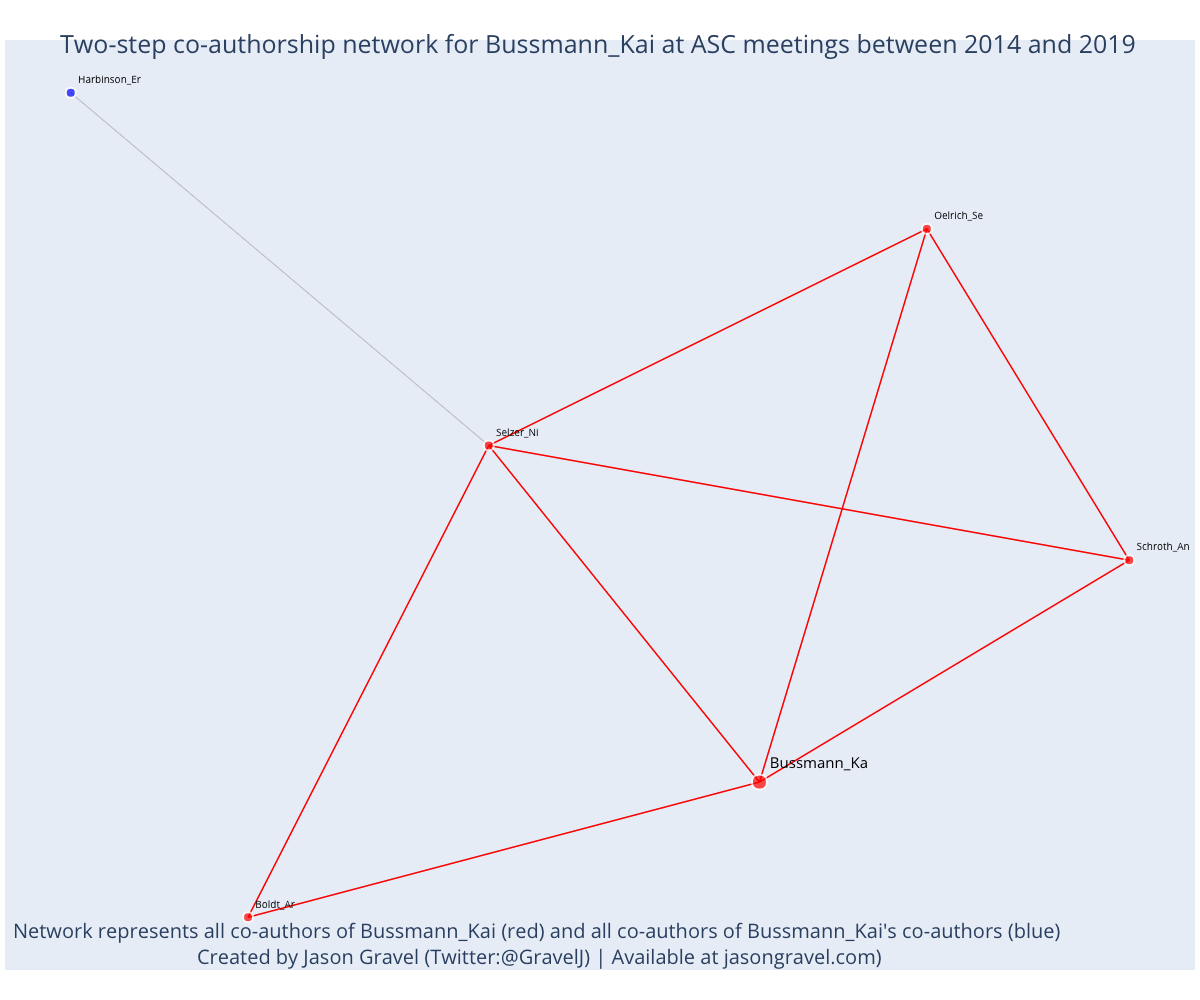 Two-step co-authorship network for Bussmann_Kai at ASC meetings between 2014 and 2019
Harbinson_Er
Oelrich_Se
Selzer_Ni
Schroth_An
Bussmann_Ka
Boldt_Ar
Network represents all co-authors of Bussmann_Kai (red) and all co-authors of Bussmann_Kai's co-authors (blue)
Created by Jason Gravel (Twitter:@GravelJ) | Available at jasongravel.com)